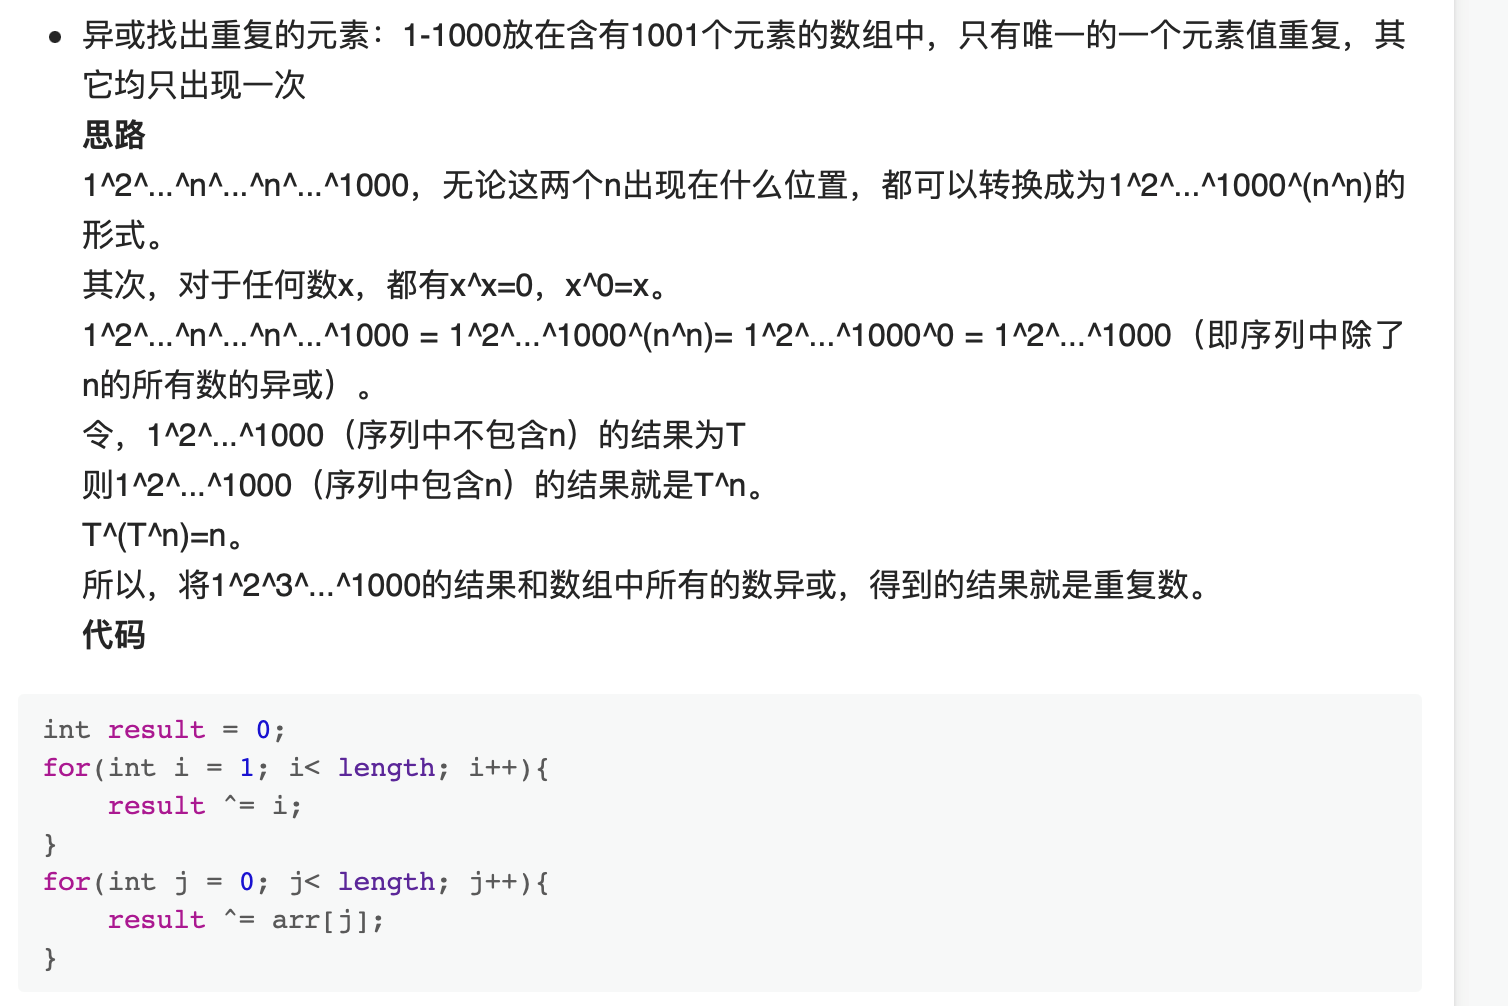 • 异或找出重复的元素：1-1000放在含有1001个元素的数组中，只有唯一的一个元素值重复，其
它均只出现一次
思路
1^2^...^n^...^n^...^1000，无论这两个n出现在什么位置，都可以转换成为1^2^...^1000^(n^n)的
形式。
其次，对于任何数x，都有x^x=0，x^0=x。
1^2^...^n^...^n^...^1000 = 1^2^...^1000^(n^n)= 1^2^...^1000^0 = 1^2^...^1000（即序列中除了
n的所有数的异或）。
令，1^2^...^1000（序列中不包含n）的结果为T
则1^2^...^1000（序列中包含n）的结果就是T^n。
T^(T^n)=n。
所以，将1^2^3^...^1000的结果和数组中所有的数异或，得到的结果就是重复数。
代码
int result = 0;
for(int i = 1; i< length; i++){
    result ^= i;
}
for(int j = 0; j< length; j++){
    result ^= arr[j];
}